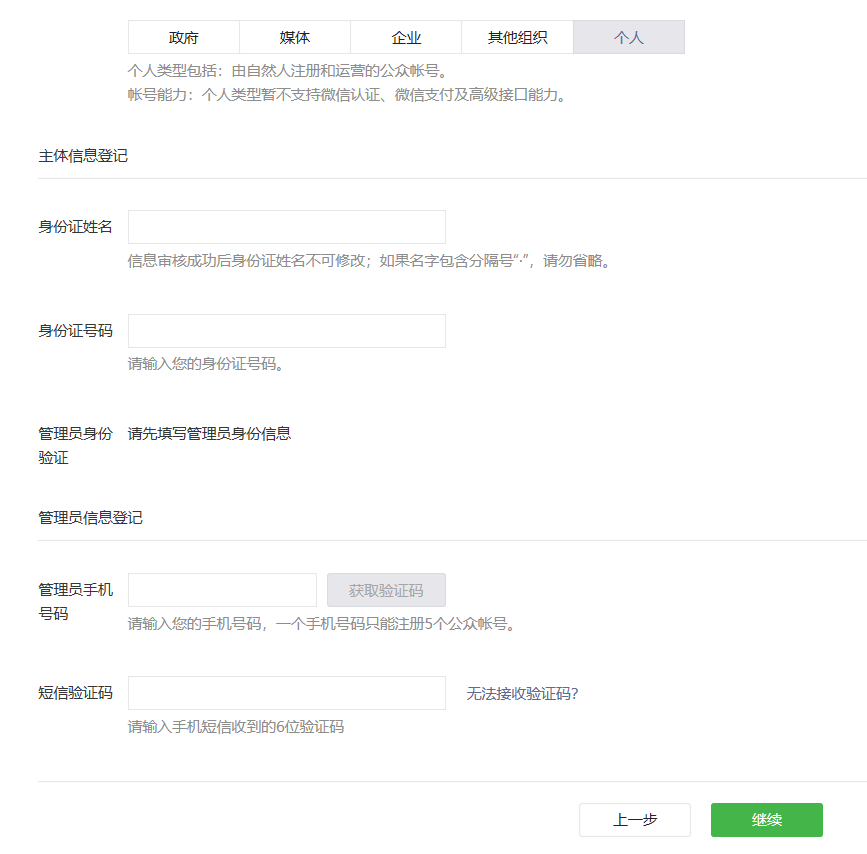 政府 媒体 企业 其他组织 个人
个人类型包括：由自然人注册和运营的公众帐号。
帐号能力：个人类型暂不支持微信认证、微信支付及高级接口能力。
主体信息登记
身份证姓名
信息审核成功后身份证姓名不可修改；如果名字包含分隔号“·”，请勿省略。
身份证号码
请输入您的身份证号码。
管理员身份 请先填写管理员身份信息
验证
管理员信息登记
管理员手机 获取验证码
号码
请输入您的手机号码，一个手机号码只能注册5个公众帐号。
短信验证码 无法接收验证码?
请输入手机短信收到的6位验证码
上一步 继续